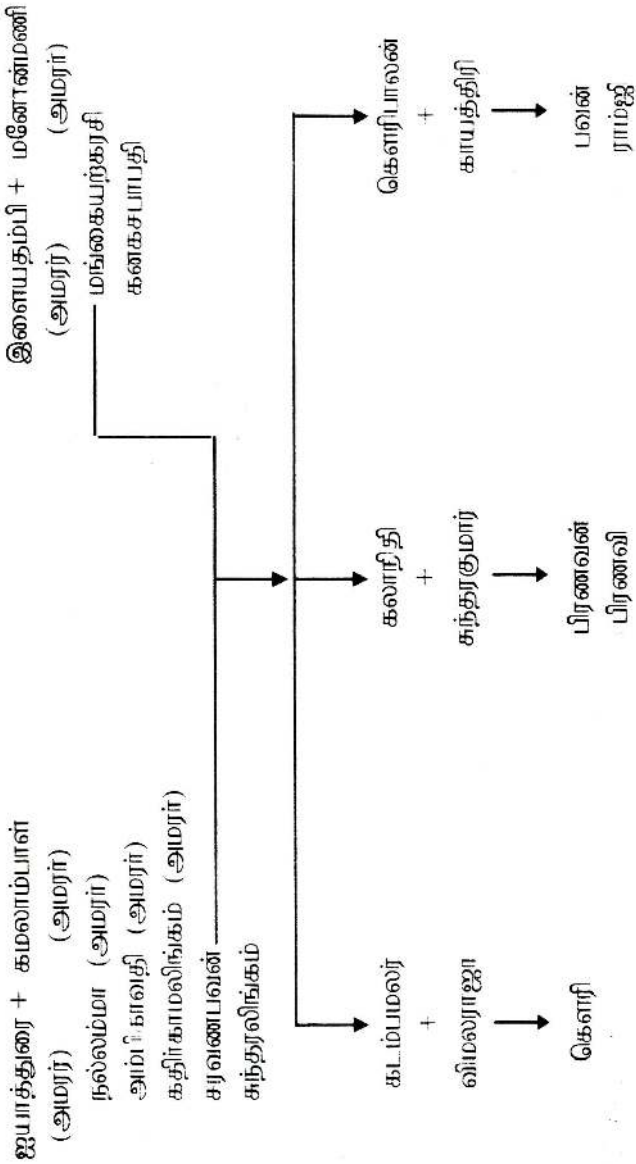 ஐயாத்துரை + கமலாம்பாள்
(அமரர்) (அமரர்)
நல்லம்மா (அமரர்)
அம்பிகாவதி (அமரர்)
கதிர்காமலிங்கம் (அமரர்)
சரவணபவன்
சுந்தரலிங்கம்
இளையதம்பி + மனோன்மணி
(அமரர்) (அமரர்)
மங்கையற்கரசி
கனகசபாபதி
கடம்பமலர்
+
விமலராஜா
கௌரி
கலாநிதி
+
சுந்தரகுமார்
பிரணவன்
பிரணவி
கௌரிபாலன்
+
காயத்திரி
பவன்
ராம்ஜி